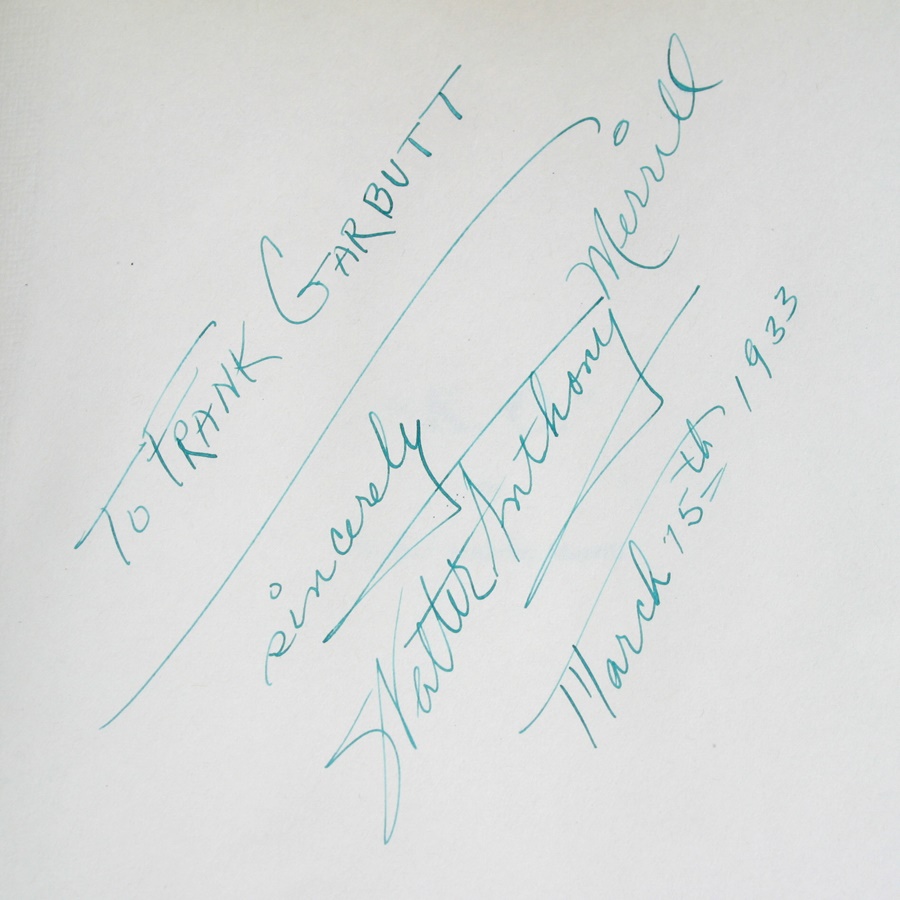 To FRANK GARBUTT
sincerely
Walter Anthony Merrill
March 15th 1933